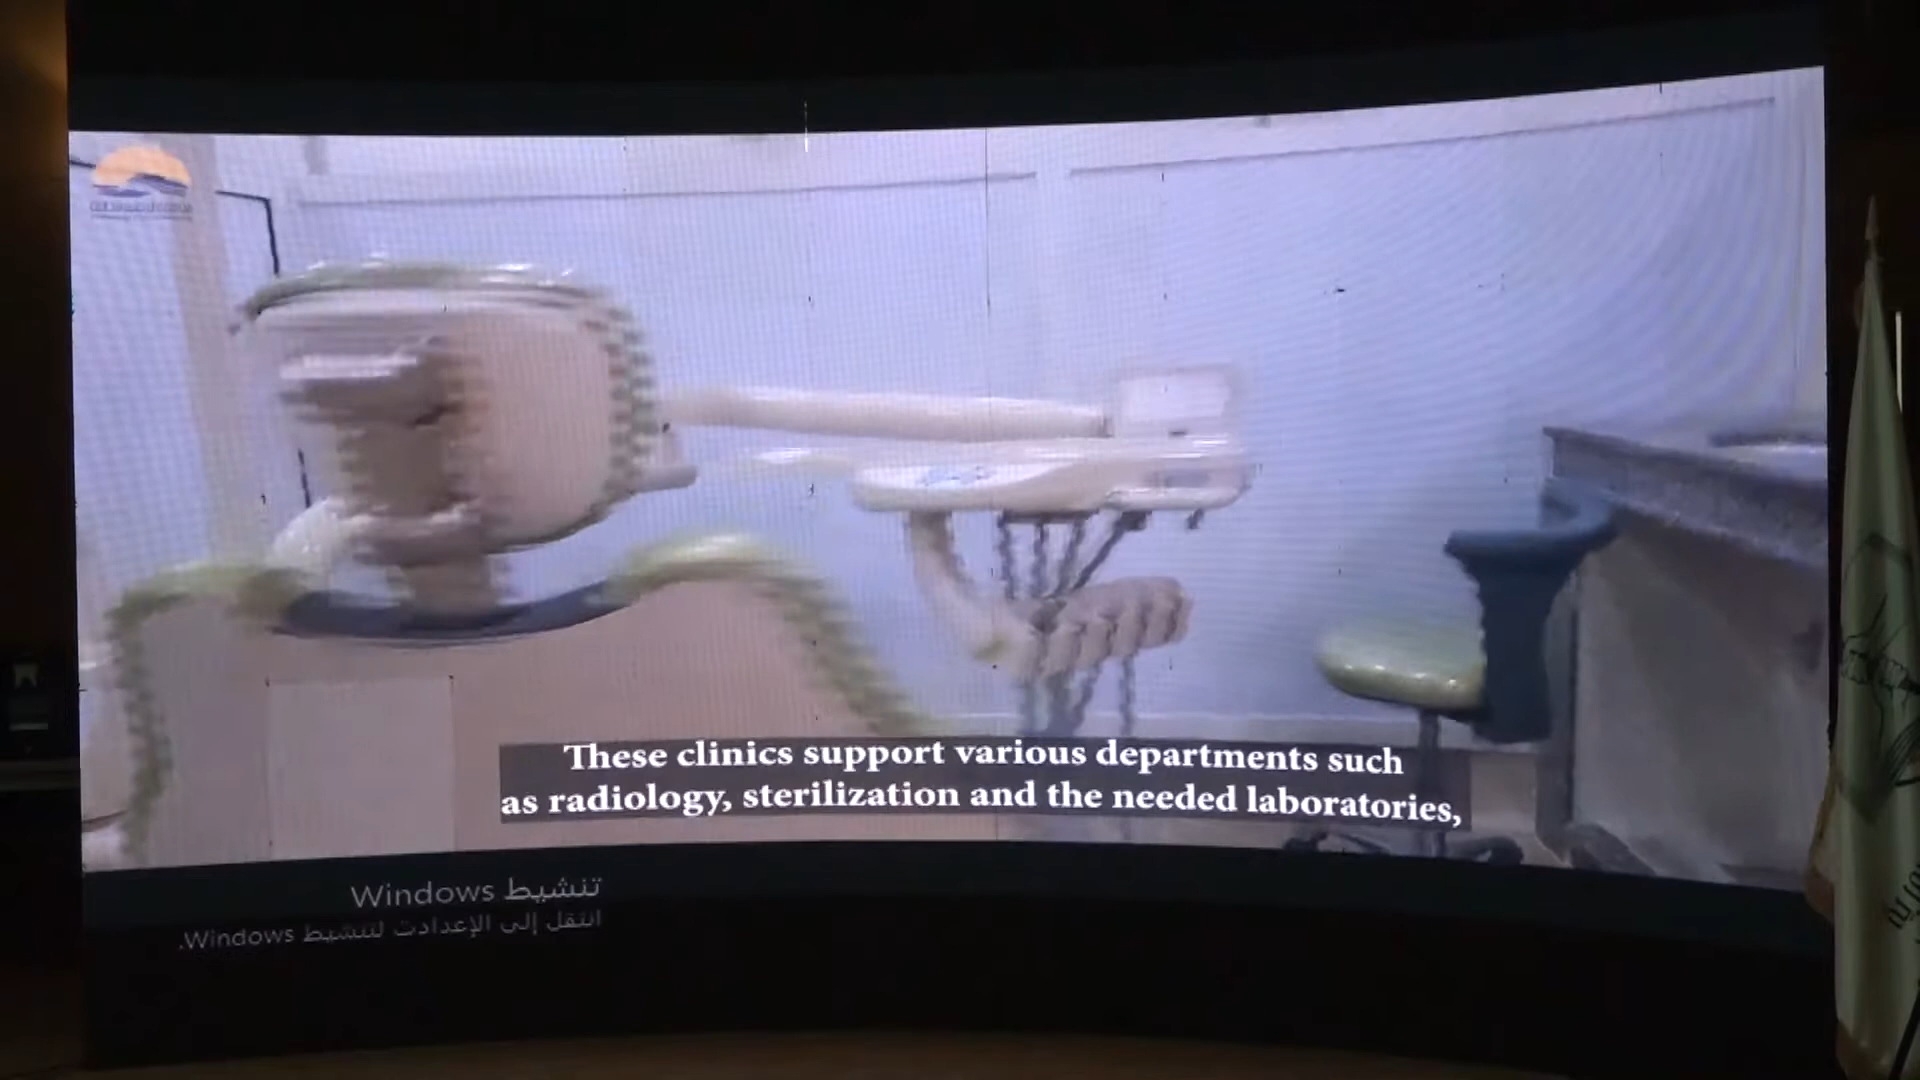 These clinics support various departments such
as radiology, sterilization and the needed laboratories,
تنشيط Windows
انتقل إلى الإعدادات لتنشيط Windows.